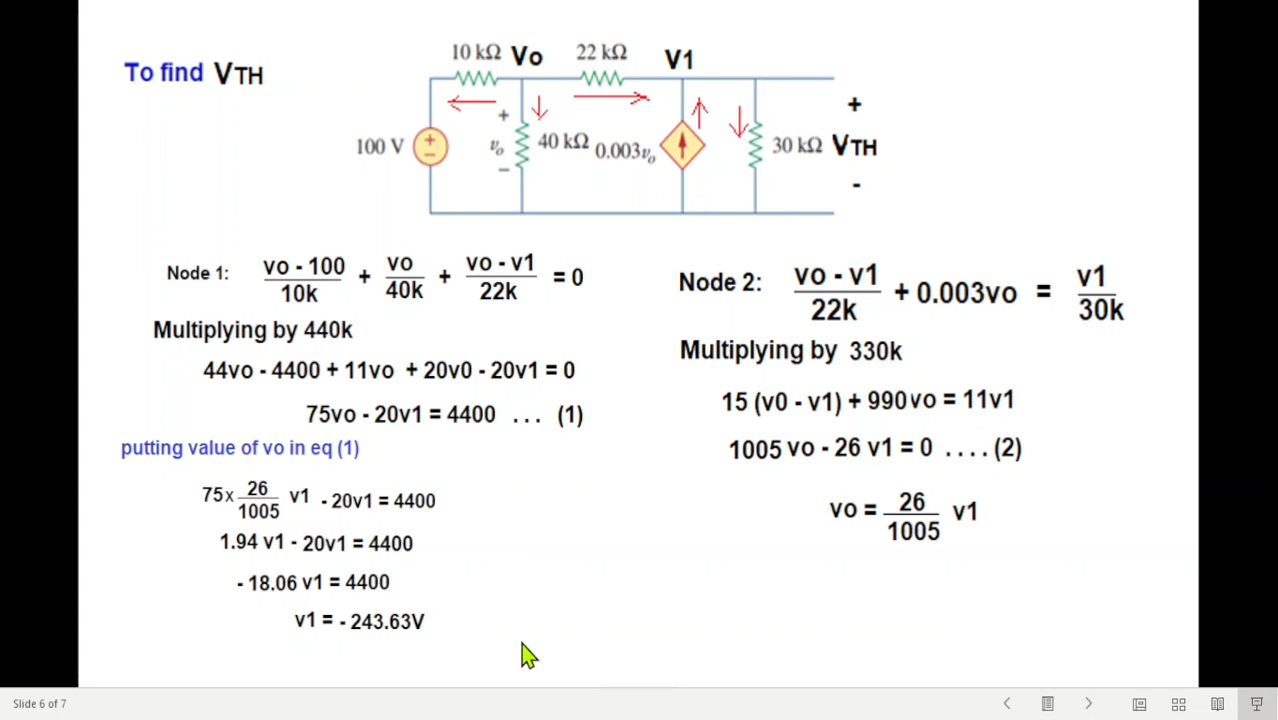 To find VTH
10 kΩ Vo 22 kΩ V1
100 V + − + vo − 40 kΩ 0.003vo 30 kΩ + VTH -
Node 1: vo - 100 / 10k + vo / 40k + vo - v1 / 22k = 0
Multiplying by 440k
44vo - 4400 + 11vo + 20v0 - 20v1 = 0
75vo - 20v1 = 4400 ... (1)
putting value of vo in eq (1)
75x 26 / 1005 v1 - 20v1 = 4400
1.94 v1 - 20v1 = 4400
- 18.06 v1 = 4400
v1 = - 243.63V
Node 2: vo - v1 / 22k + 0.003vo = v1 / 30k
Multiplying by 330k
15 (v0 - v1) + 990vo = 11v1
1005 vo - 26 v1 = 0 ....(2)
vo = 26 / 1005 v1
Slide 6 of 7